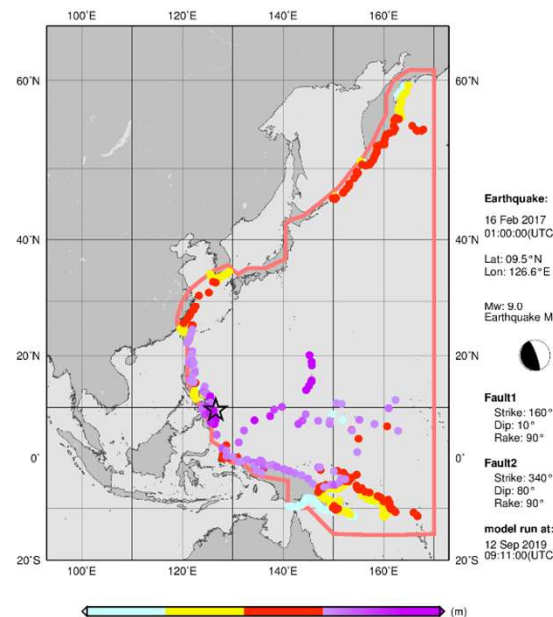 100°E 120°E 140°E 160°E
60°N 60°N
40°N 40°N
20°N 20°N
0° 0°
20°S 20°S
100°E 120°E 140°E 160°E
(m)
Earthquake:
16 Feb 2017
01:00:00(UTC
Lat: 09.5°N
Lon: 126.6°E
Mw: 9.0
Earthquake M
Fault1
Strike: 160°
Dip: 10°
Rake: 90°
Fault2
Strike: 340°
Dip: 80°
Rake: 90°
model run at:
12 Sep 2019
09:11:00(UTC